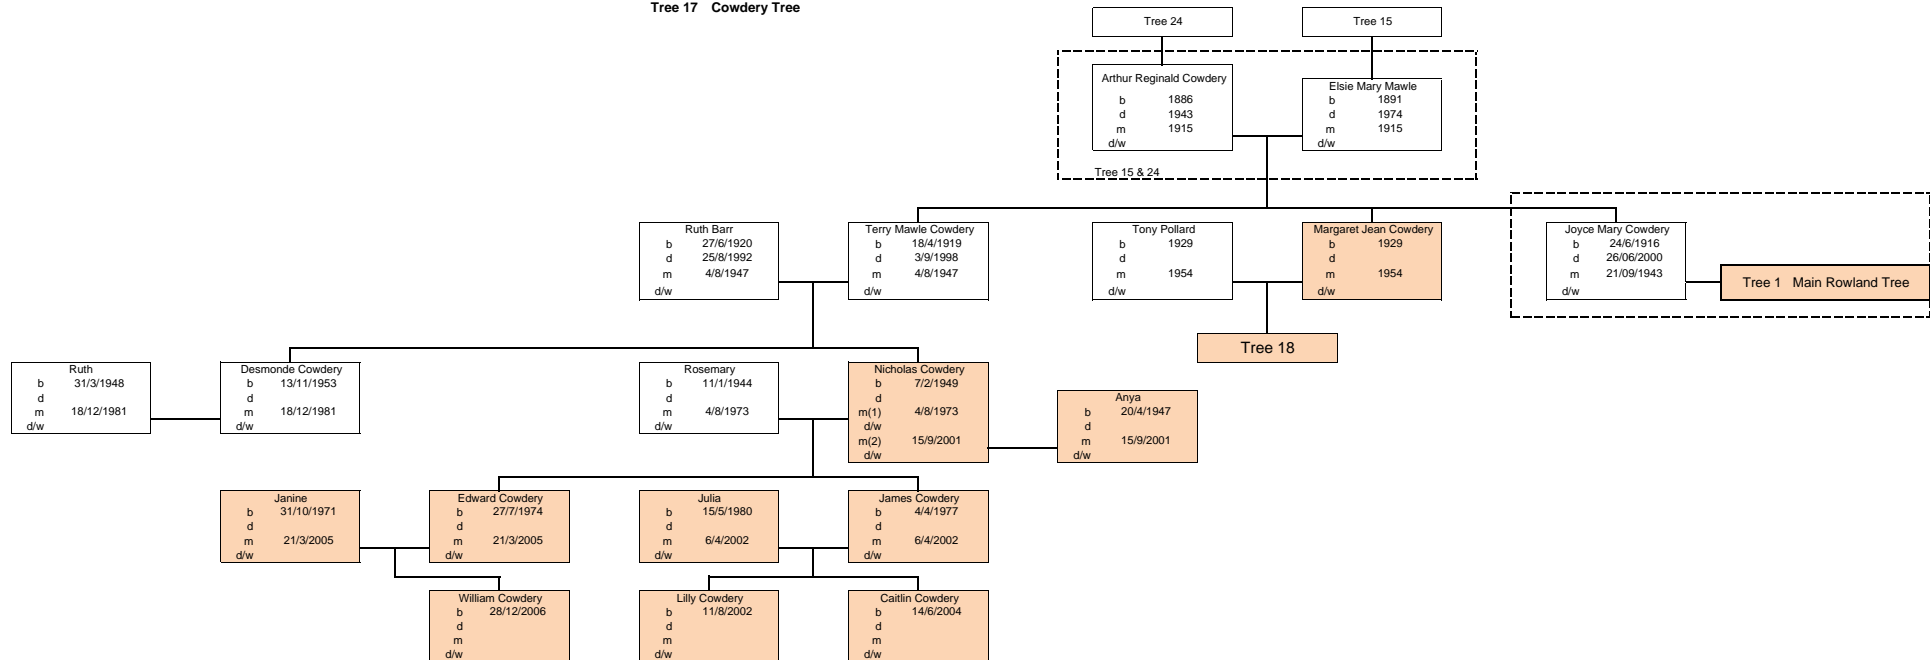 Tree 17 Cowdery Tree
Tree 24
Tree 15
Arthur Reginald Cowdery
b 1886
d 1943
m 1915
d/w
Elsie Mary Mawle
b 1891
d 1974
m 1915
d/w
Tree 15 & 24
Ruth Barr
b 27/6/1920
d 25/8/1992
m 4/8/1947
d/w
Terry Mawle Cowdery
b 18/4/1919
d 3/9/1998
m 4/8/1947
d/w
Tony Pollard
b 1929
d
m 1954
d/w
Margaret Jean Cowdery
b 1929
d
m 1954
d/w
Joyce Mary Cowdery
b 24/6/1916
d 26/06/2000
m 21/09/1943
d/w
Tree 1 Main Rowland Tree
Tree 18
Ruth
b 31/3/1948
d
m 18/12/1981
d/w
Desmonde Cowdery
b 13/11/1953
d
m 18/12/1981
d/w
Rosemary
b 11/1/1944
d
m 4/8/1973
d/w
Nicholas Cowdery
b 7/2/1949
d
m(1) 4/8/1973
d/w
m(2) 15/9/2001
d/w
Anya
b 20/4/1947
d
m 15/9/2001
d/w
Janine
b 31/10/1971
d
m 21/3/2005
d/w
Edward Cowdery
b 27/7/1974
d
m 21/3/2005
d/w
Julia
b 15/5/1980
d
m 6/4/2002
d/w
James Cowdery
b 4/4/1977
d
m 6/4/2002
d/w
William Cowdery
b 28/12/2006
d
m
d/w
Lilly Cowdery
b 11/8/2002
d
m
d/w
Caitlin Cowdery
b 14/6/2004
d
m
d/w